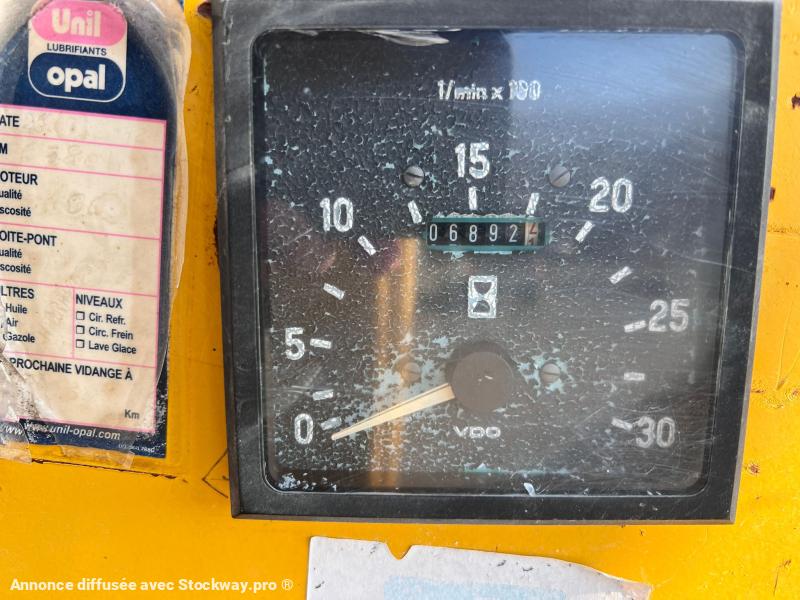 Unil
LUBRIFIANTS
opal
ATE
M
OTEUR
ualité
iscosité
OITE-PONT
ualité
iscosité
LTRES
Huile
Air
Gazole
NIVEAUX
Cir. Refr.
Circ. Frein
Lave Glace
PROCHAINE VIDANGE À
Km
www.unil-opal.com
1/min x 100
0
5
10
15
20
25
30
06892
VDO
Annonce diffusée avec Stockway.pro ®